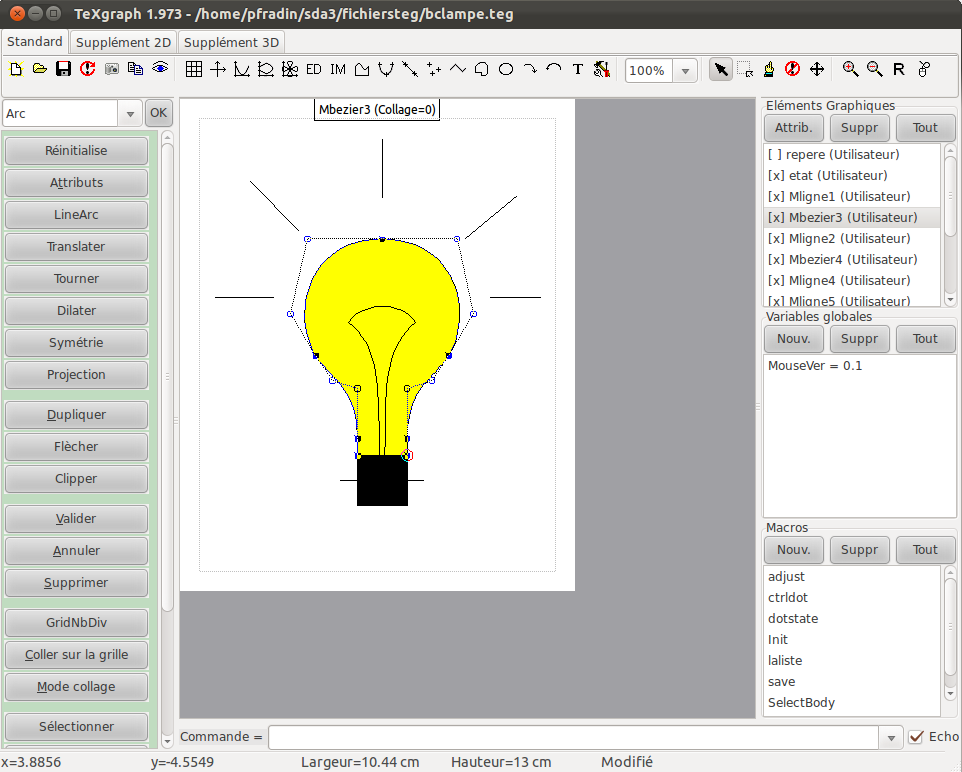 TeXgraph 1.973 - /home/pfradin/sda3/fichiersteg/bclampe.teg
Standard Supplément 2D Supplément 3D
ED IM T 100% R
Arc OK
Réinitialise
Attributs
LineArc
Translater
Tourner
Dilater
Symétrie
Projection
Dupliquer
Flècher
Clipper
Valider
Annuler
Supprimer
GridNbDiv
Coller sur la grille
Mode collage
Sélectionner
Mbezier3 (Collage=0)
Eléments Graphiques
Attrib. Suppr Tout
[ ] repere (Utilisateur)
[x] etat (Utilisateur)
[x] Mligne1 (Utilisateur)
[x] Mbezier3 (Utilisateur)
[x] Mligne2 (Utilisateur)
[x] Mbezier4 (Utilisateur)
[x] Mligne4 (Utilisateur)
[x] Mligne5 (Utilisateur)
Variables globales
Nouv. Suppr Tout
MouseVer = 0.1
Macros
Nouv. Suppr Tout
adjust
ctrldot
dotstate
Init
laliste
save
SelectBody
Commande = Echo
x=3.8856 y=-4.5549 Largeur=10.44 cm Hauteur=13 cm Modifié